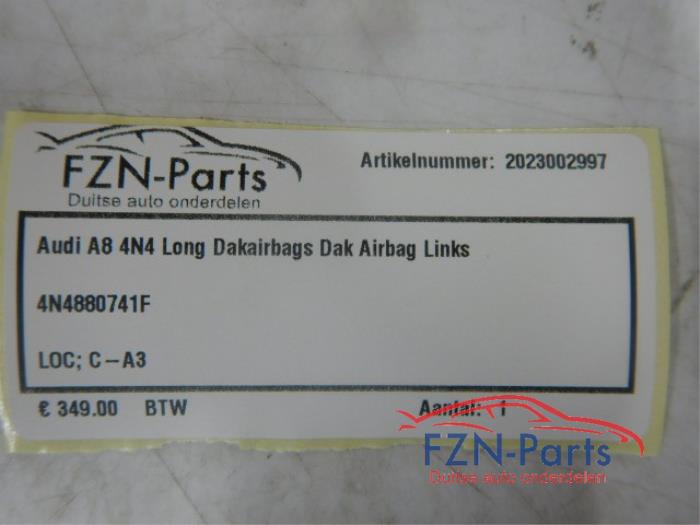 FZN-Parts
Duitse auto onderdelen
Artikelnummer: 2023002997
Audi A8 4N4 Long Dakairbags Dak Airbag Links
4N4880741F
LOC; C-A3
€ 349.00 BTW
Aantal: 1
FZN-Parts
Duitse auto onderdelen